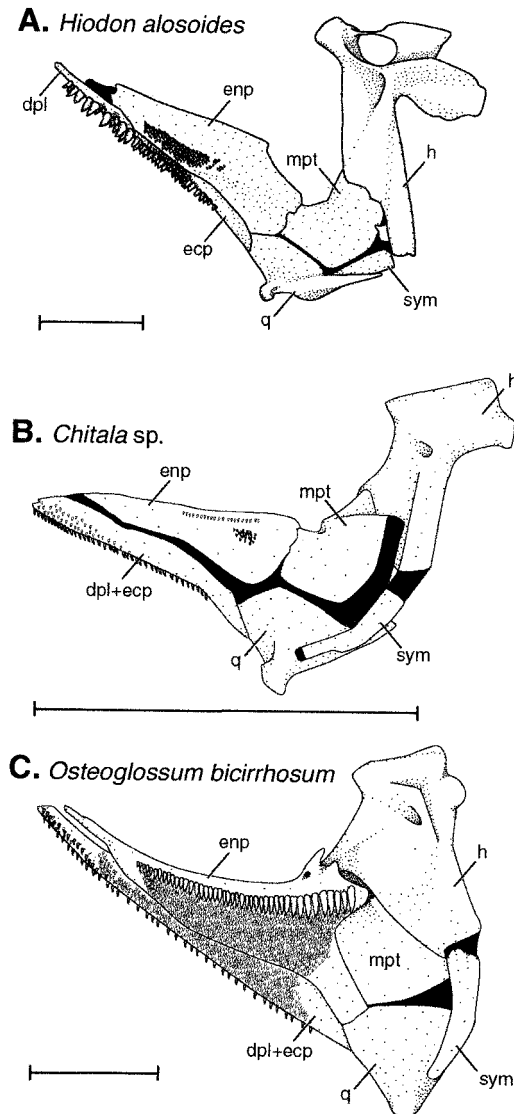 A. Hiodon alosoides
dpl
enp
mpt
h
ecp
sym
q
h
B. Chitala sp.
enp
mpt
dpl+ecp
q
sym
C. Osteoglossum bicirrhosum
enp
h
mpt
dpl+ecp
q
sym